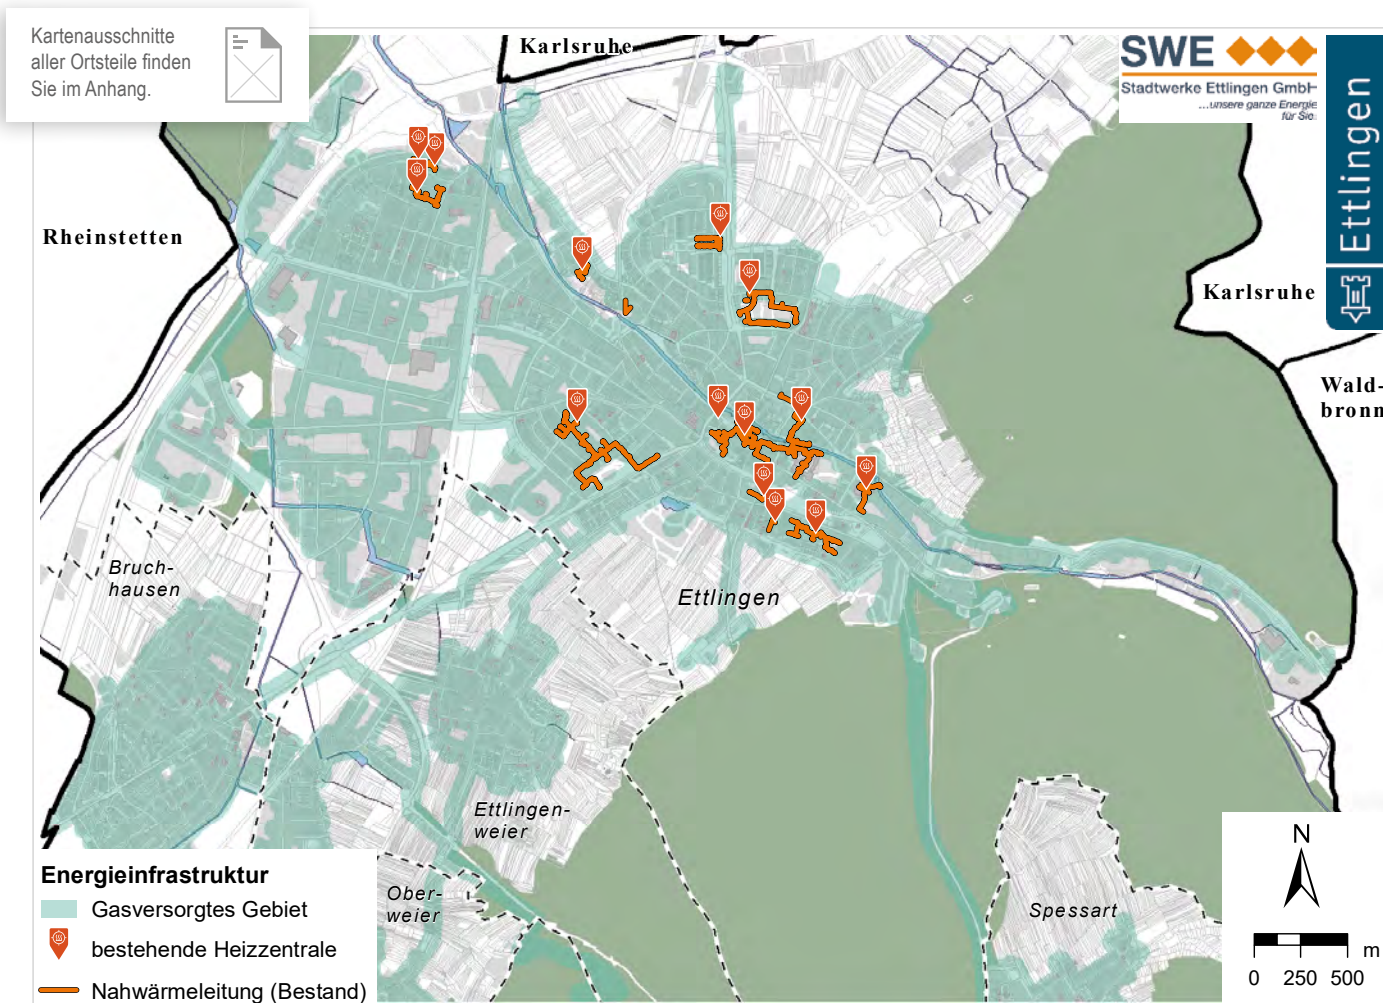 Kartenausschnitte
aller Ortsteile finden
Sie im Anhang.
Karlsruhe
SWE
Stadtwerke Ettlingen GmbH
...unsere ganze Energie
für Sie.
Ettlingen
Rheinstetten
Karlsruhe
Wald-
bronn
Bruch-
hausen
Ettlingen
Ettlingen-
weier
Ober-
weier
Spessart
Energieinfrastruktur
Gasversorgtes Gebiet
bestehende Heizzentrale
Nahwärmeleitung (Bestand)
N
m
0 250 500